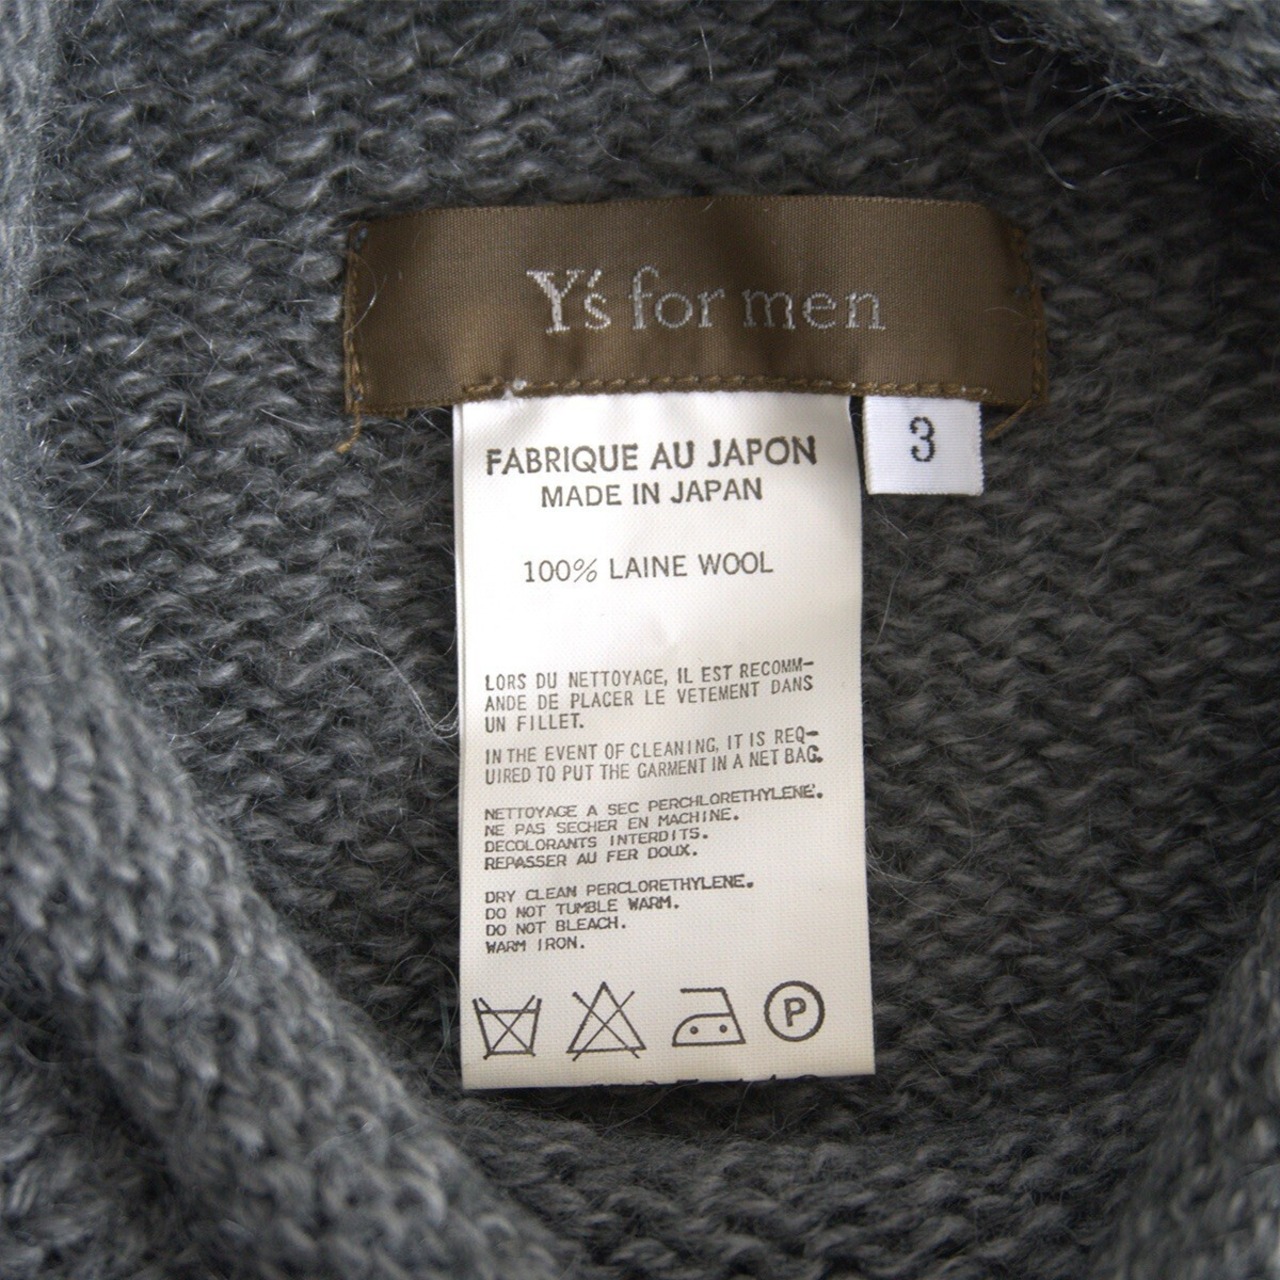 Y's for men
3
FABRIQUE AU JAPON
MADE IN JAPAN
100% LAINE WOOL
LORS DU NETTOYAGE, IL EST RECOMM-
ANDE DE PLACER LE VETEMENT DANS
UN FILLET.
IN THE EVENT OF CLEANING, IT IS REQ-
UIRED TO PUT THE GARMENT IN A NET BAG.
NETTOYAGE A SEC PERCHLORETHYLENE.
NE PAS SECHER EN MACHINE.
DECOLORANTS INTERDITS.
REPASSER AU FER DOUX.
DRY CLEAN PERCLORETHYLENE.
DO NOT TUMBLE WARM.
DO NOT BLEACH.
WARM IRON.
P